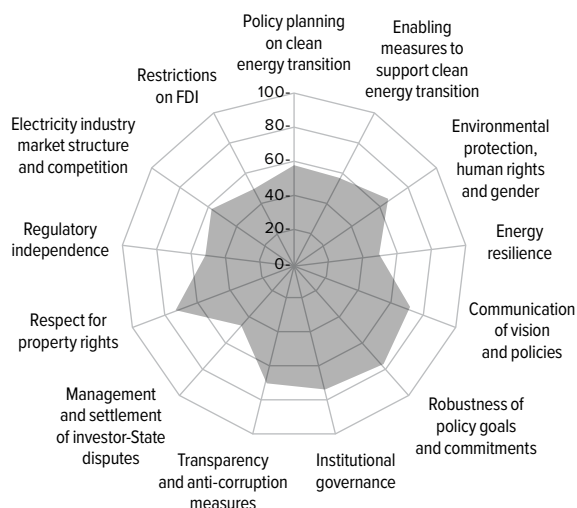 Policy planning
on clean
energy transition
Enabling
measures to
support clean
energy transition
Environmental
protection,
human rights
and gender
Energy
resilience
Communication
of vision
and policies
Robustness of
policy goals
and commitments
Institutional
governance
Transparency
and anti-corruption
measures
Management
and settlement
of investor-State
disputes
Respect for
property rights
Regulatory
independence
Electricity industry
market structure
and competition
Restrictions
on FDI
100-
80-
60-
40-
20-
0-